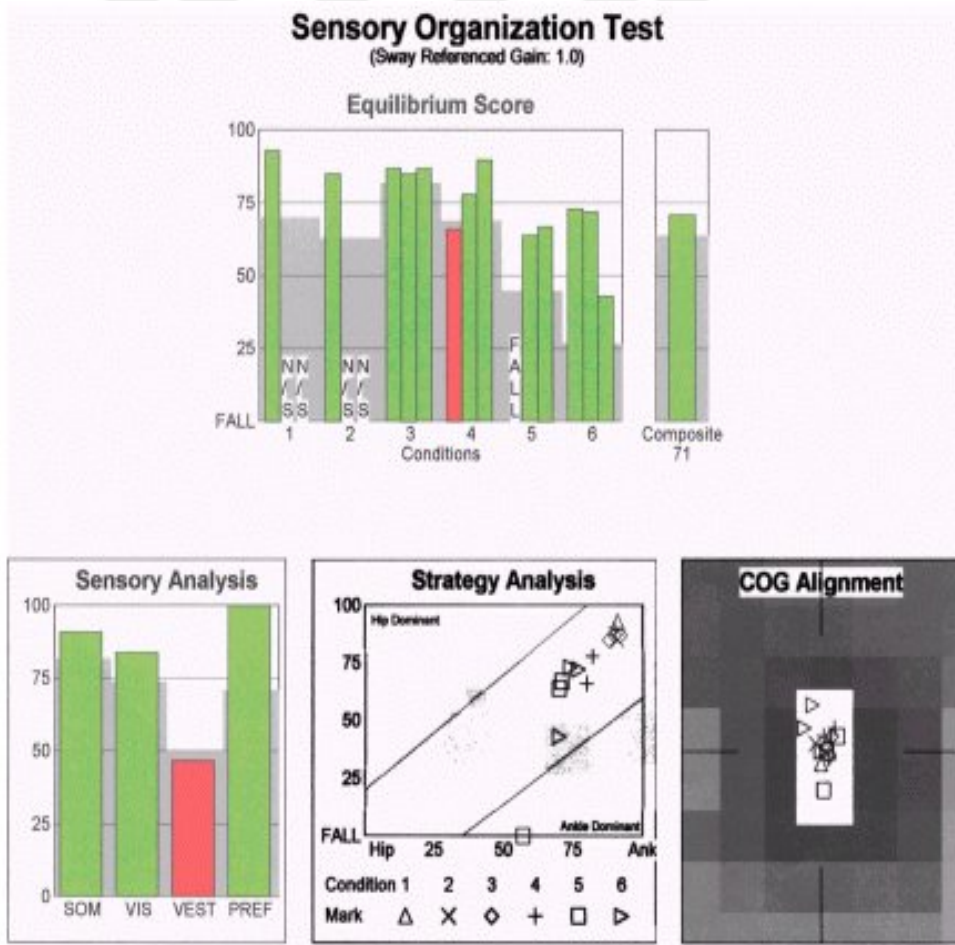 Sensory Organization Test
(Sway Referenced Gain: 1.0)
Equilibrium Score
100
75
50
25
FALL
N/S
N/S
N/S
N/S
FALL
1 2 3 4 5 6
Conditions
Composite
71
Sensory Analysis
100
75
50
25
0
SOM VIS VEST PREF
Strategy Analysis
100
Hip Dominant
75
50
25
FALL
Ankle Dominant
Hip 25 50 75 Ank
Condition 1 2 3 4 5 6
Mark
COG Alignment